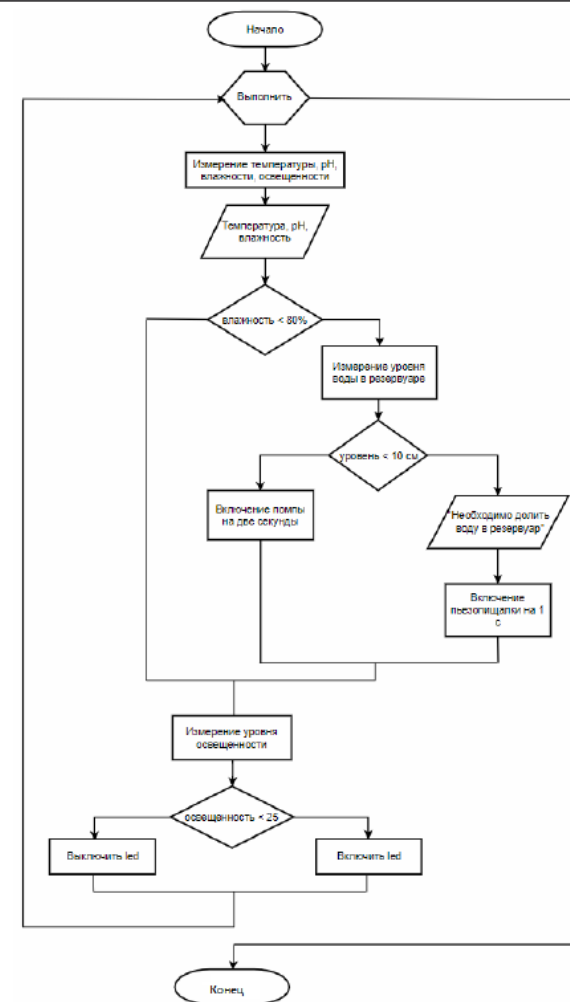 Начало
Выполнить
Измерение температуры, pH,
влажности, освещенности
Температура, pH,
влажность
влажность < 80%
Измерение уровня
воды в резервуаре
уровень < 10 см
Включение помпы
на две секунды
"Необходимо долить
воду в резервуар"
Включение
пьезопищалки на 1
с
Измерение уровня
освещенности
освещенность < 25
Выключить led
Включить led
Конец